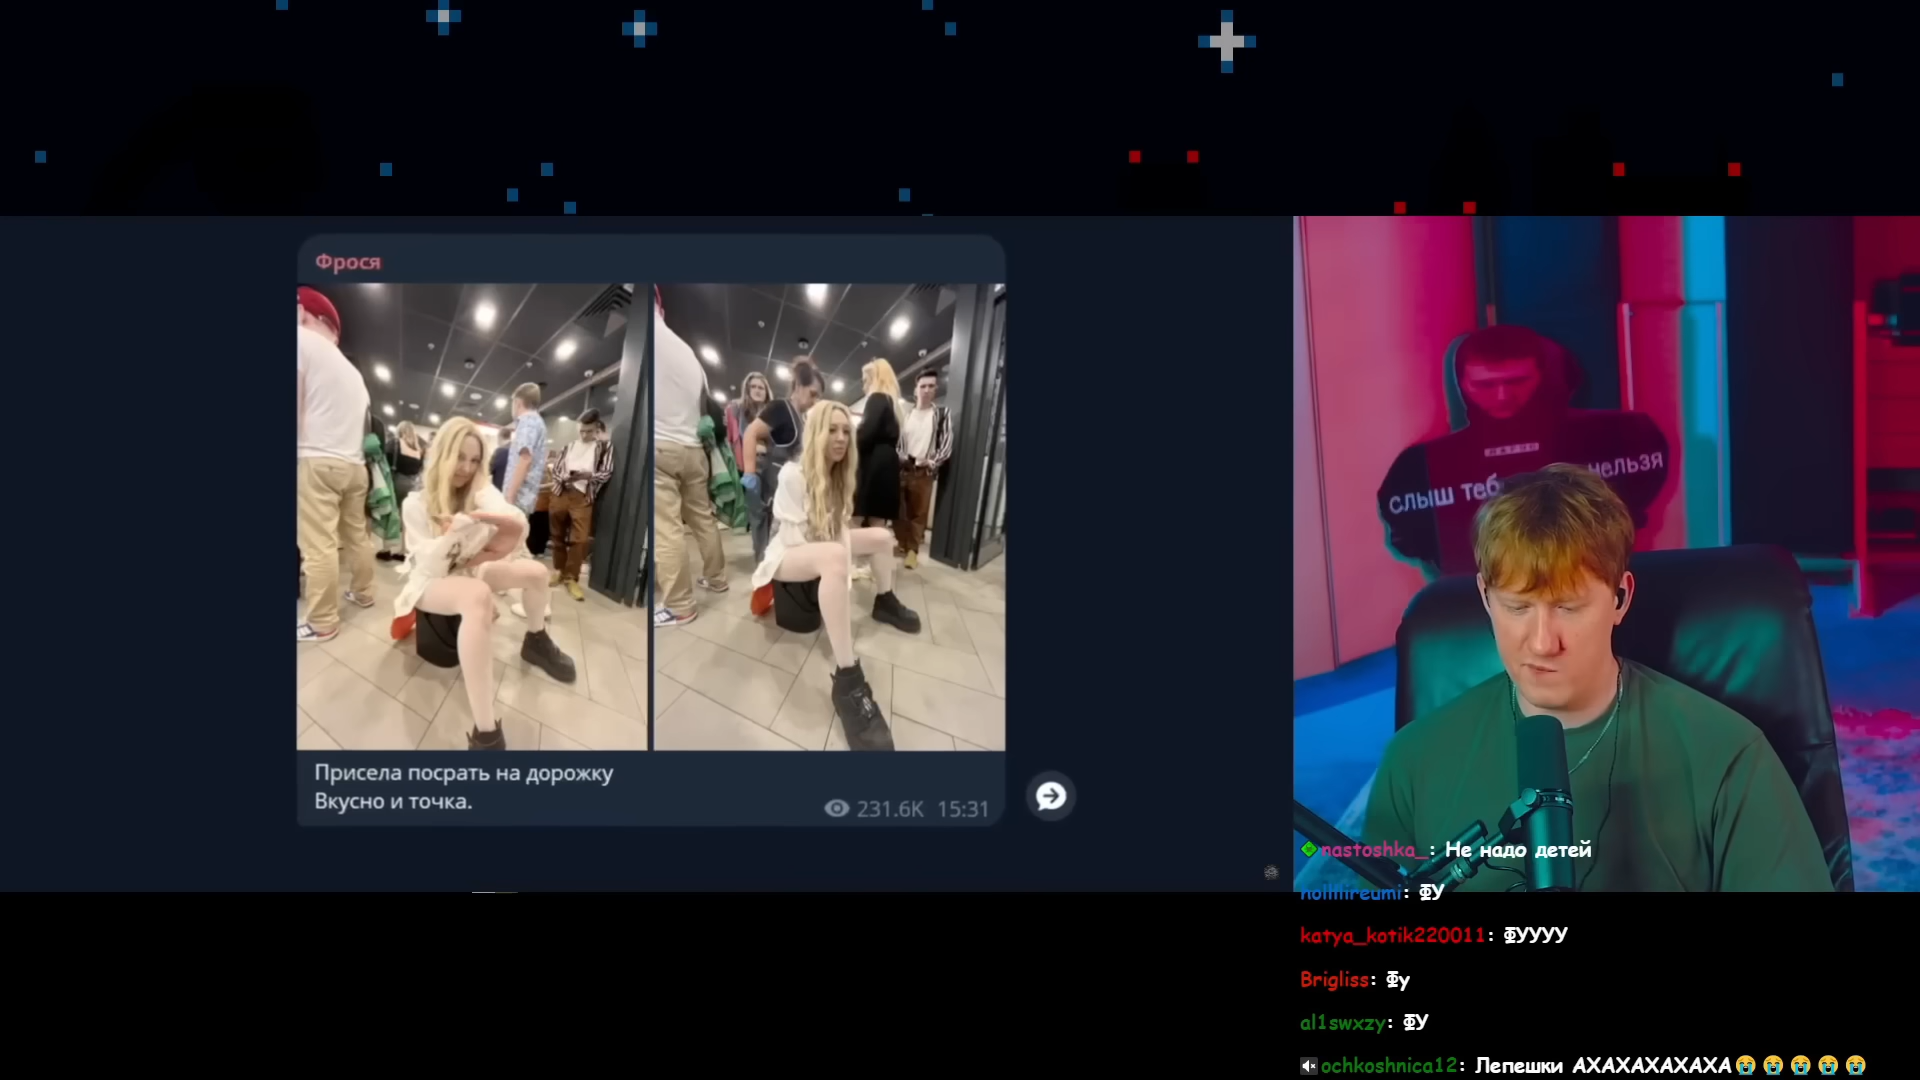 Фрося
Присела посрать на дорожку
Вкусно и точка.
231.6K 15:31
слыш теб нельзя
nastoshka_: Не надо детей
: ФУ
katya_kotik220011: ФУУУУ
Brigliss: Фу
al1swxzy: ФУ
ochkoshnica12: Лепешки АХАХАХАХАХА😭😭😭😭😭